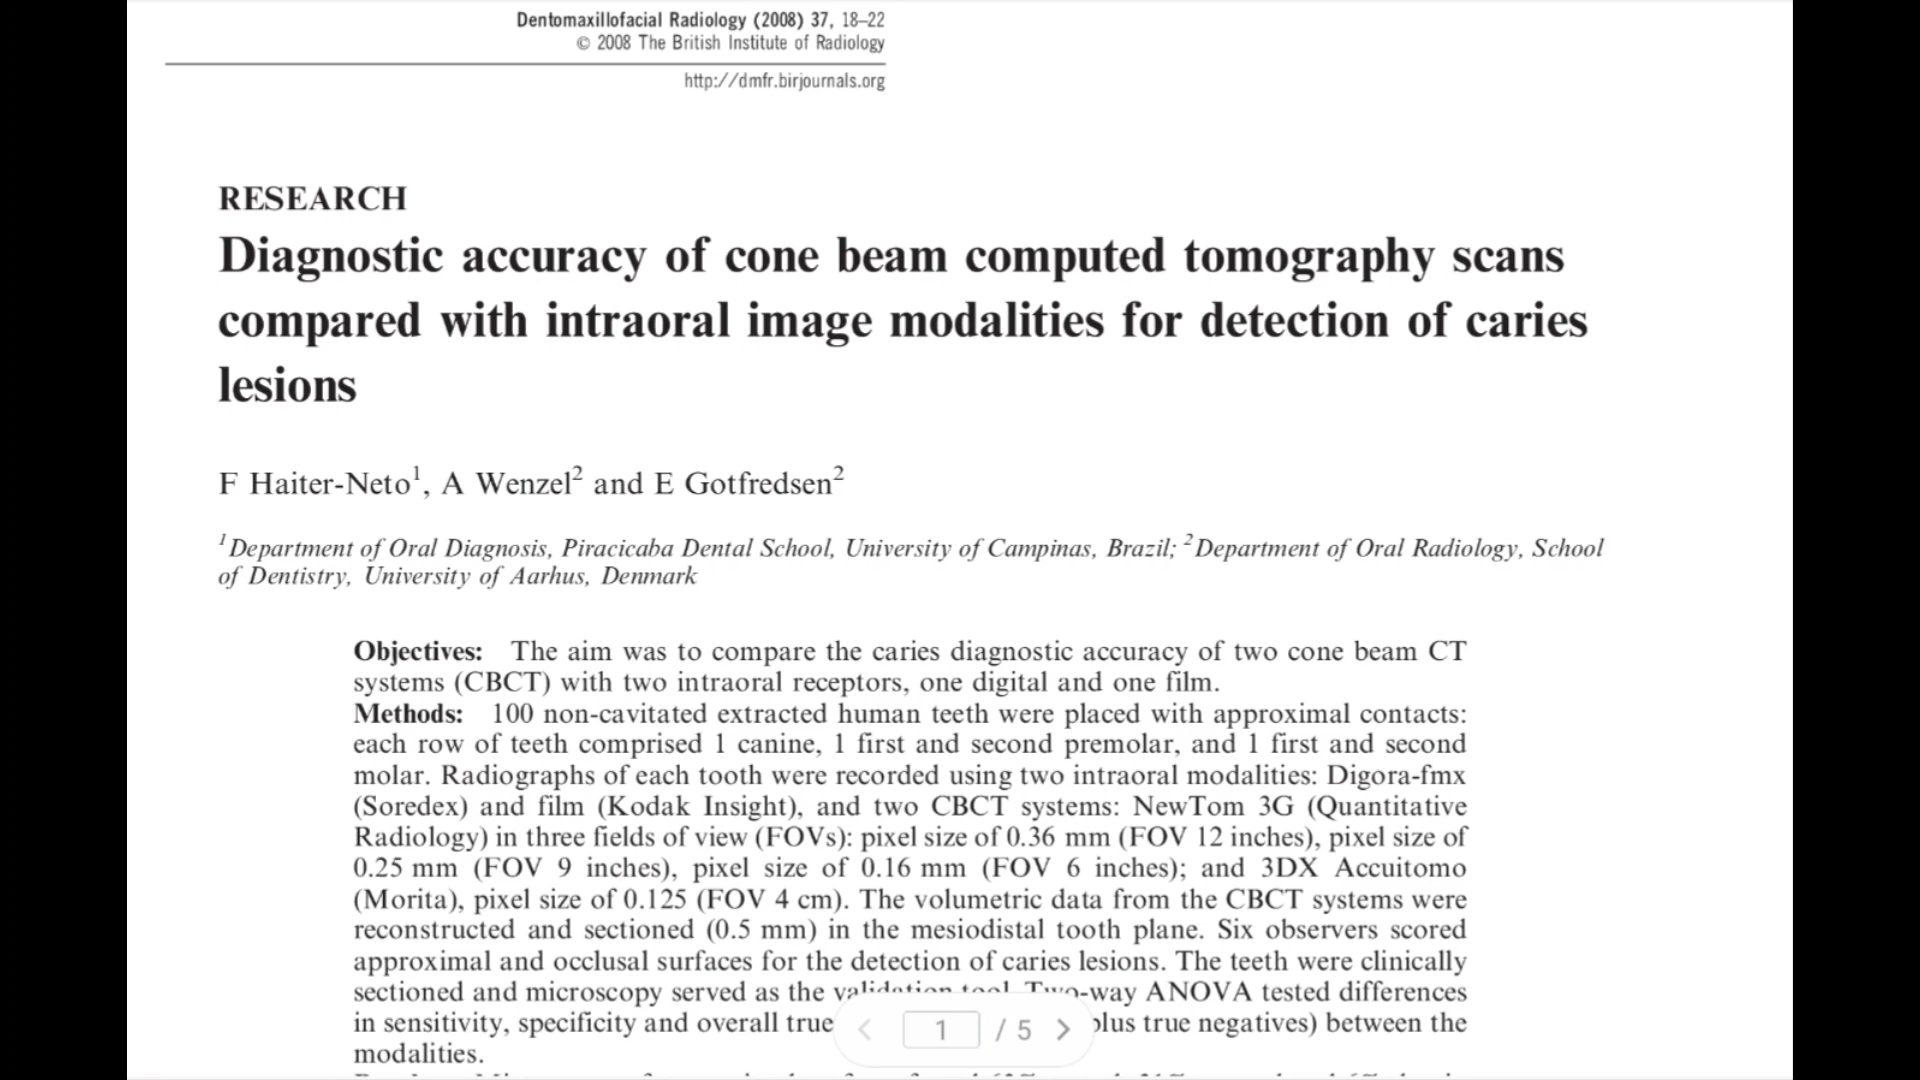 Dentomaxillofacial Radiology (2008) 37, 18–22
© 2008 The British Institute of Radiology
http://dmfr.birjournals.org
RESEARCH
Diagnostic accuracy of cone beam computed tomography scans
compared with intraoral image modalities for detection of caries
lesions
F Haiter-Neto¹, A Wenzel² and E Gotfredsen²
¹Department of Oral Diagnosis, Piracicaba Dental School, University of Campinas, Brazil; ²Department of Oral Radiology, School
of Dentistry, University of Aarhus, Denmark
Objectives: The aim was to compare the caries diagnostic accuracy of two cone beam CT
systems (CBCT) with two intraoral receptors, one digital and one film.
Methods: 100 non-cavitated extracted human teeth were placed with approximal contacts:
each row of teeth comprised 1 canine, 1 first and second premolar, and 1 first and second
molar. Radiographs of each tooth were recorded using two intraoral modalities: Digora-fmx
(Soredex) and film (Kodak Insight), and two CBCT systems: NewTom 3G (Quantitative
Radiology) in three fields of view (FOVs): pixel size of 0.36 mm (FOV 12 inches), pixel size of
0.25 mm (FOV 9 inches), pixel size of 0.16 mm (FOV 6 inches); and 3DX Accuitomo
(Morita), pixel size of 0.125 (FOV 4 cm). The volumetric data from the CBCT systems were
reconstructed and sectioned (0.5 mm) in the mesiodistal tooth plane. Six observers scored
approximal and occlusal surfaces for the detection of caries lesions. The teeth were clinically
sectioned and microscopy served as the validation tool. Two-way ANOVA tested differences
in sensitivity, specificity and overall true plus true negatives) between the
modalities.
1 / 5